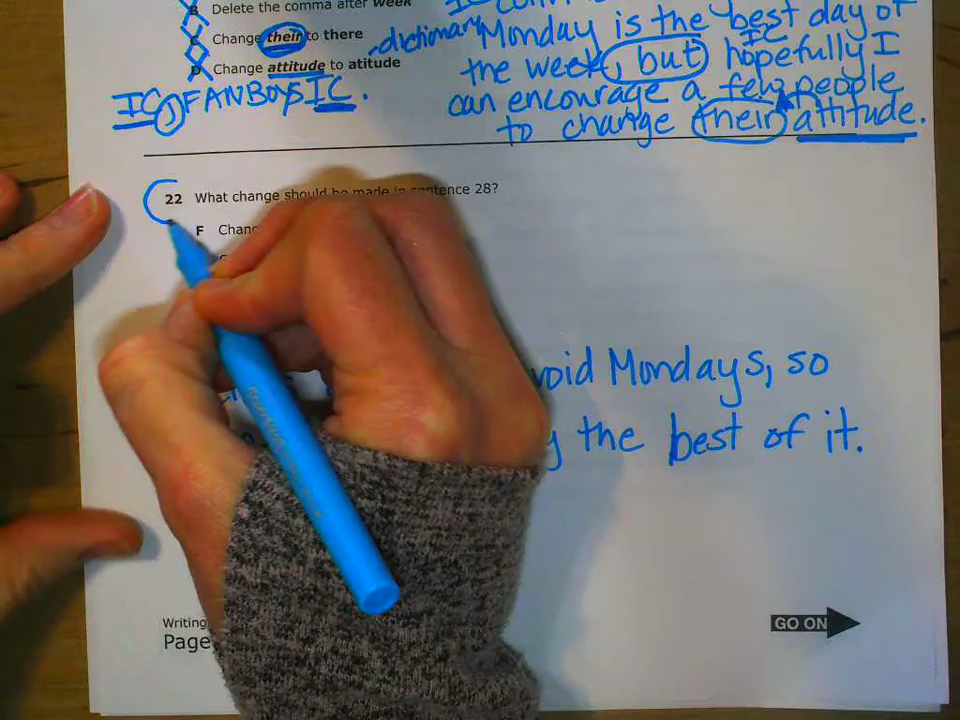 B Delete the comma after week
C Change their to there
D Change attitude to atitude
dictionary
IC, FANBOYS IC.
Monday is the best day of
IC
the week, but hopefully I
can encourage a few people
to change their attitude.
22 What change should be made in sentence 28?
F
Mondays, so
the best of it.
Writing
Page
GO ON